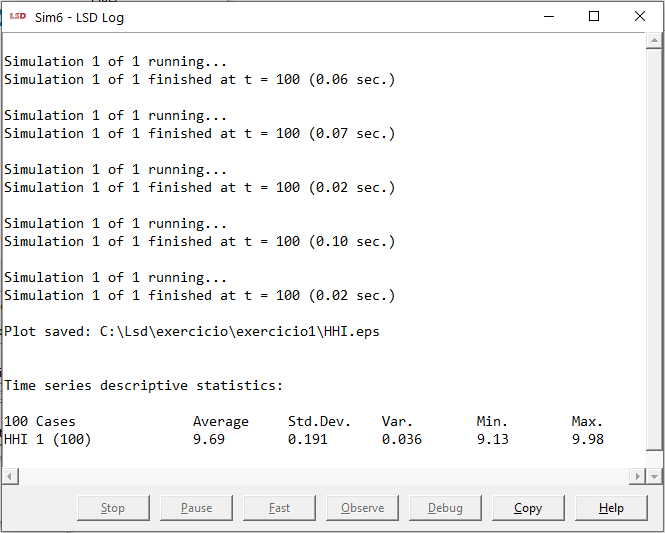 LSD Sim6 - LSD Log
Simulation 1 of 1 running...
Simulation 1 of 1 finished at t = 100 (0.06 sec.)
Simulation 1 of 1 running...
Simulation 1 of 1 finished at t = 100 (0.07 sec.)
Simulation 1 of 1 running...
Simulation 1 of 1 finished at t = 100 (0.02 sec.)
Simulation 1 of 1 running...
Simulation 1 of 1 finished at t = 100 (0.10 sec.)
Simulation 1 of 1 running...
Simulation 1 of 1 finished at t = 100 (0.02 sec.)
Plot saved: C:\Lsd\exercicio\exercicio1\HHI.eps
Time series descriptive statistics:
100 Cases Average Std.Dev. Var. Min. Max.
HHI 1 (100) 9.69 0.191 0.036 9.13 9.98
Stop Pause Fast Observe Debug Copy Help